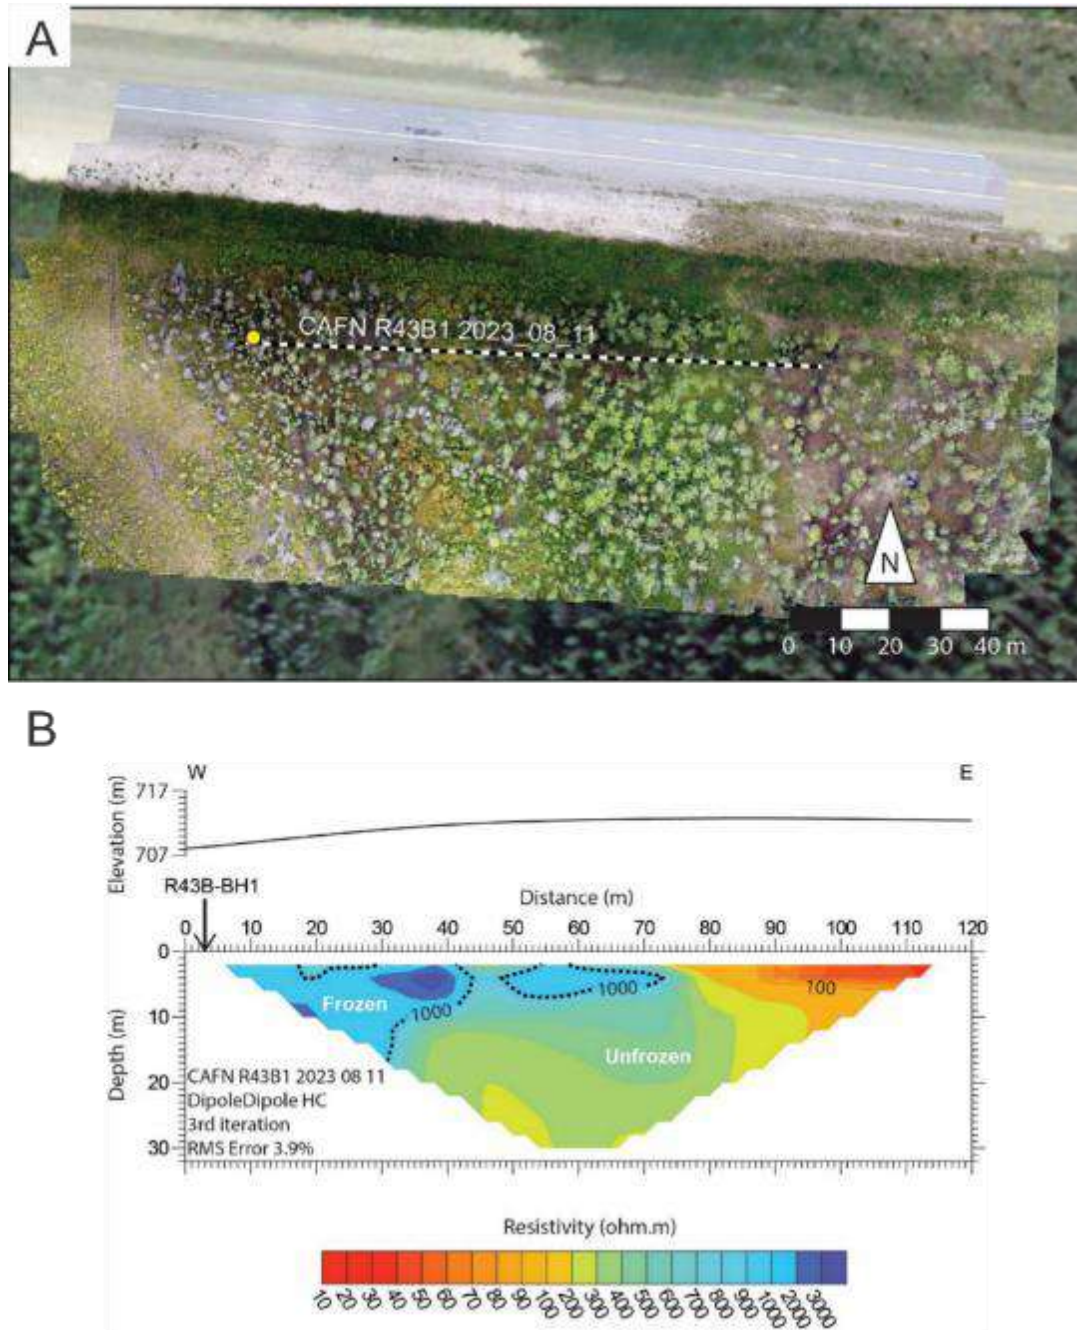 A
CAFN R43B1 2023_08_11
N
0 10 20 30 40 m
B
W E
717
Elevation (m)
707
R43B-BH1
Distance (m)
0 10 20 30 40 50 60 70 80 90 100 110 120
0
Frozen
1000
1000
100
10
Depth (m)
Unfrozen
20
30
CAFN R43B1 2023 08 11
DipoleDipole HC
3rd iteration
RMS Error 3.9%
Resistivity (ohm.m)
10 20 30 40 50 60 70 80 90 100 200 300 400 500 600 700 800 900 1000 2000 3000